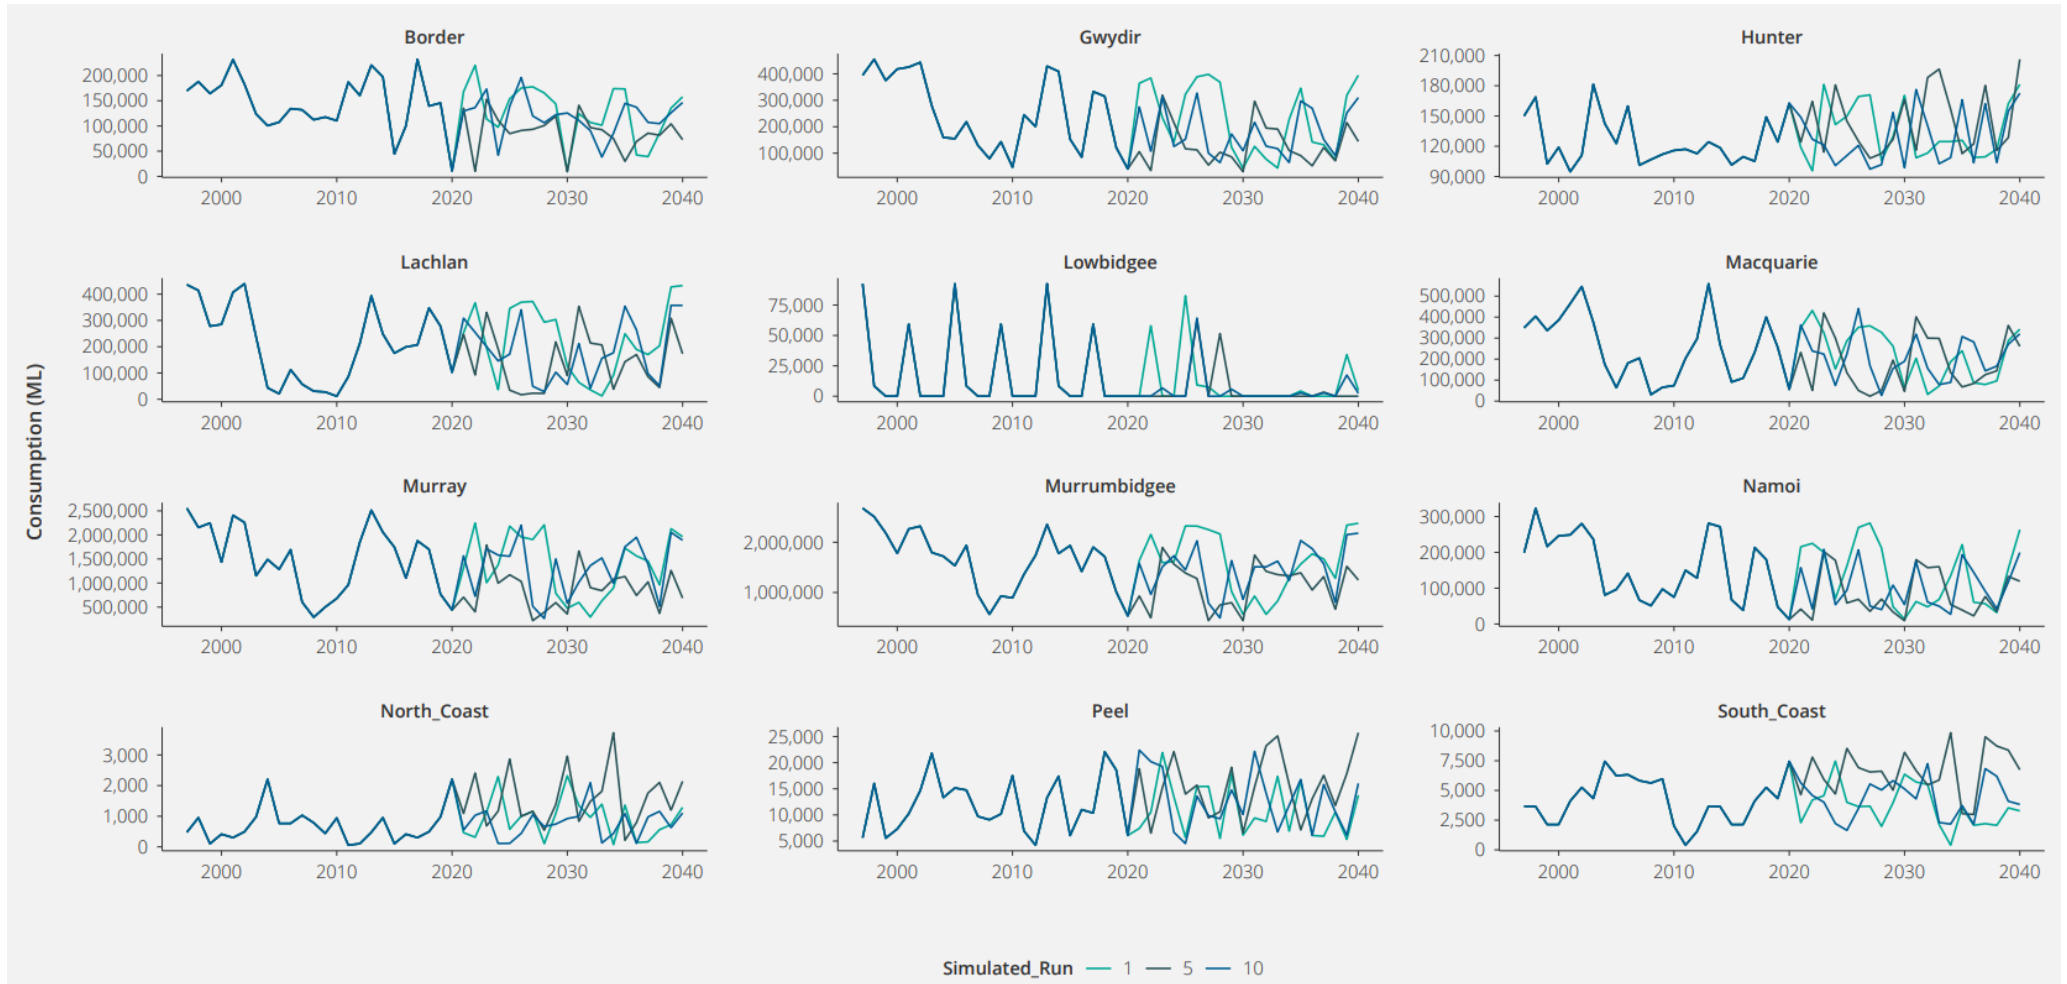 Border
Gwydir
Hunter
200,000
150,000
100,000
50,000
0
2000 2010 2020 2030 2040
400,000
300,000
200,000
100,000
2000 2010 2020 2030 2040
210,000
180,000
150,000
120,000
90,000
2000 2010 2020 2030 2040
Lachlan
Lowbidgee
Macquarie
400,000
300,000
200,000
100,000
0
2000 2010 2020 2030 2040
75,000
50,000
25,000
0
2000 2010 2020 2030 2040
500,000
400,000
300,000
200,000
100,000
0
2000 2010 2020 2030 2040
Consumption (ML)
Murray
Murrumbidgee
Namoi
2,500,000
2,000,000
1,500,000
1,000,000
500,000
2000 2010 2020 2030 2040
2,000,000
1,000,000
2000 2010 2020 2030 2040
300,000
200,000
100,000
0
2000 2010 2020 2030 2040
North_Coast
Peel
South_Coast
3,000
2,000
1,000
0
2000 2010 2020 2030 2040
25,000
20,000
15,000
10,000
5,000
2000 2010 2020 2030 2040
10,000
7,500
5,000
2,500
0
2000 2010 2020 2030 2040
Simulated_Run 1 5 10